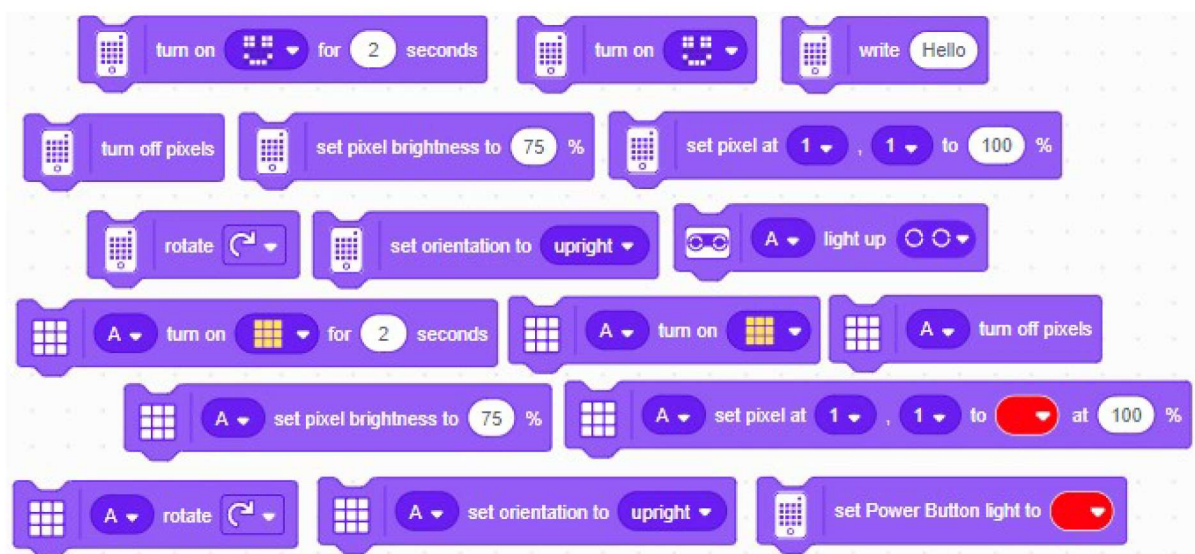 turn on for 2 seconds turn on write Hello
turn off pixels set pixel brightness to 75 % set pixel at 1 , 1 to 100 %
rotate set orientation to upright A light up
A turn on for 2 seconds A turn on A turn off pixels
A set pixel brightness to 75 % A set pixel at 1 , 1 to at 100 %
A rotate A set orientation to upright set Power Button light to